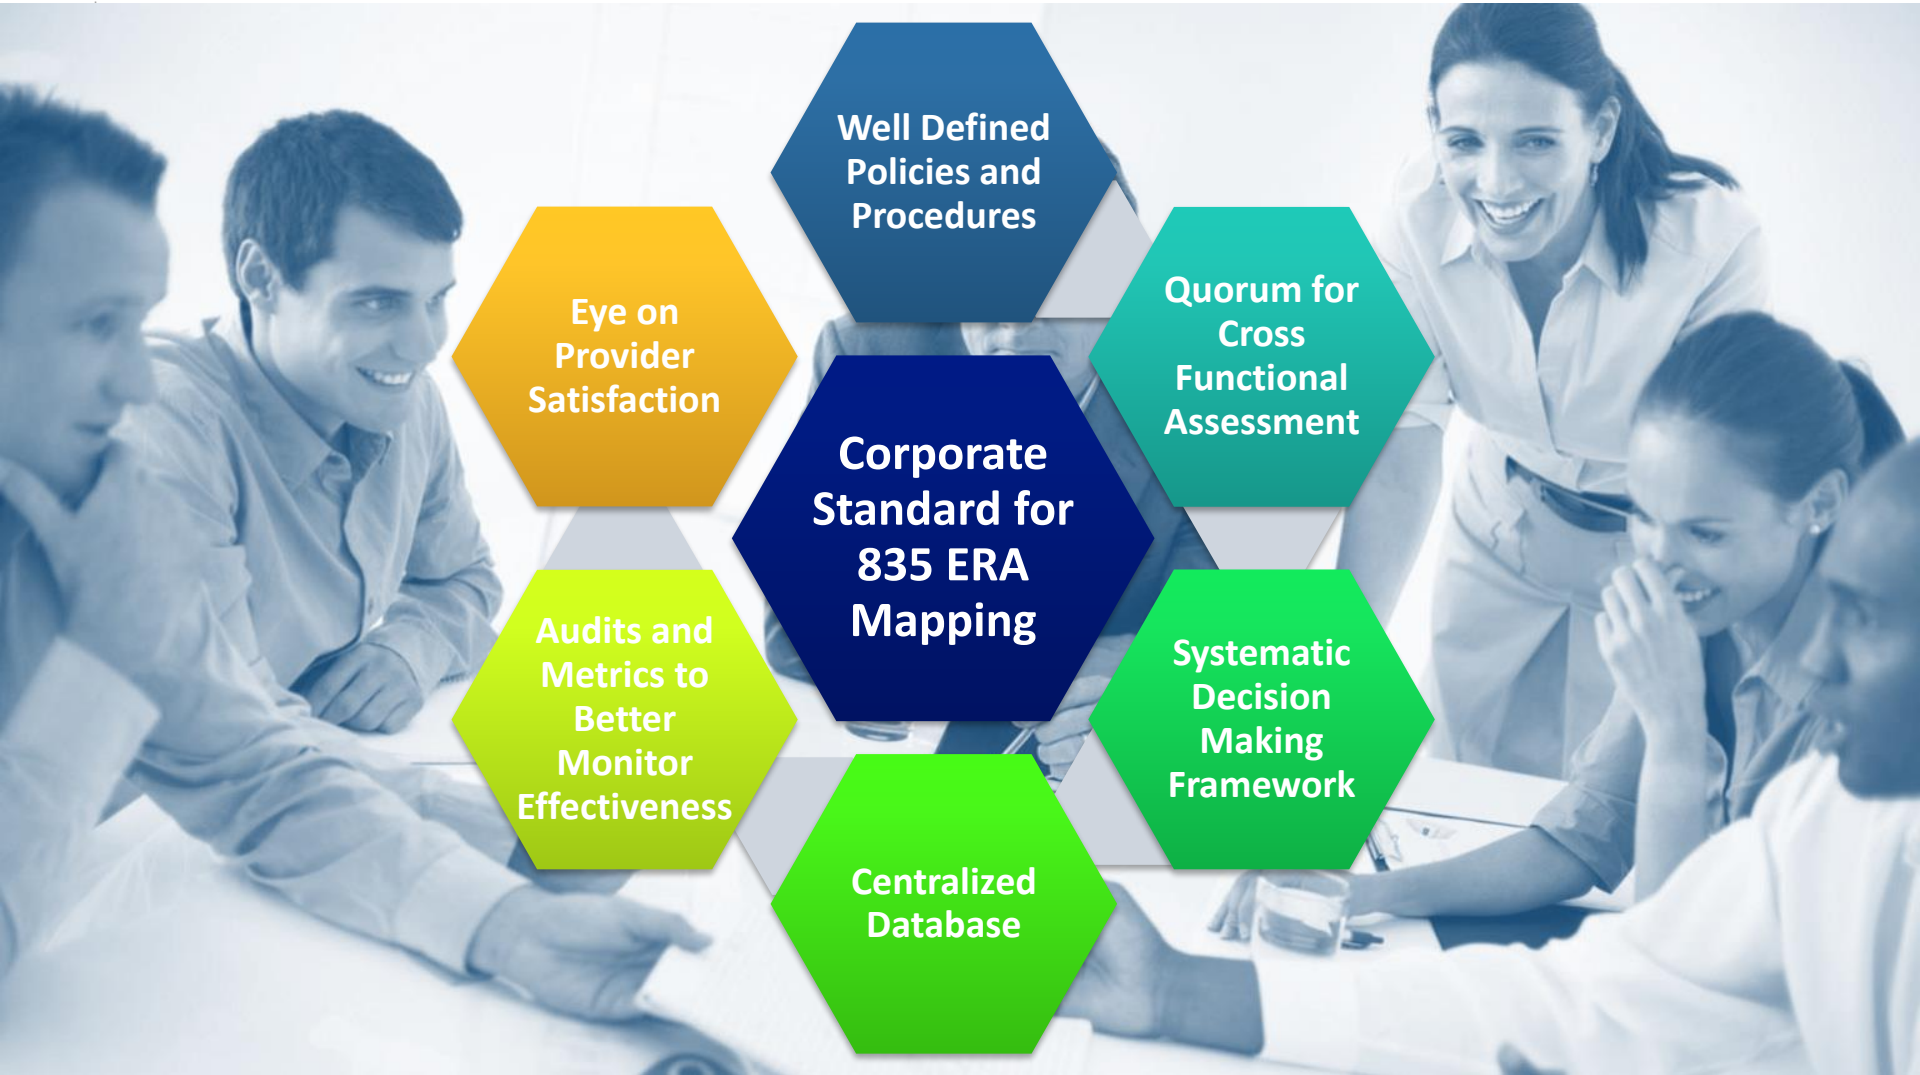 Well Defined
Policies and
Procedures
Quorum for
Cross
Functional
Assessment
Systematic
Decision
Making
Framework
Centralized
Database
Audits and
Metrics to
Better
Monitor
Effectiveness
Eye on
Provider
Satisfaction
Corporate
Standard for
835 ERA
Mapping